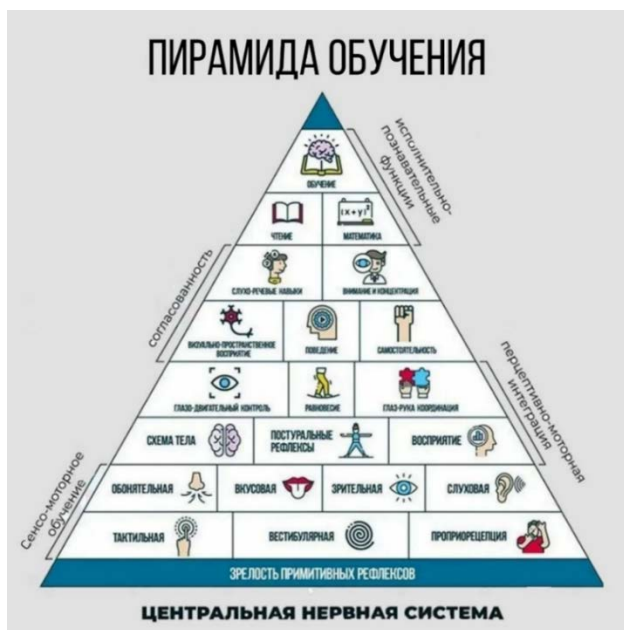 ПИРАМИДА ОБУЧЕНИЯ
исполнительно-
познавательные
функции
ОБУЧЕНИЕ
(x+y)²
ЧТЕНИЕ
МАТЕМАТИКА
согласованность
СЛУХО-РЕЧЕВЫЕ НАВЫКИ
ВНИМАНИЕ И КОНЦЕНТРАЦИЯ
ВИЗУАЛЬНО-ПРОСТРАНСТВЕННОЕ
ВОСПРИЯТИЕ
ПОВЕДЕНИЕ
САМОСТОЯТЕЛЬНОСТЬ
перцептивно-моторная
интеграция
ГЛАЗО-ДВИГАТЕЛЬНЫЙ КОНТРОЛЬ
РАВНОВЕСИЕ
ГЛАЗ-РУКА КООРДИНАЦИЯ
СХЕМА ТЕЛА
ПОСТУРАЛЬНЫЕ
РЕФЛЕКСЫ
ВОСПРИЯТИЕ
Сенсо-моторное
обучение
ОБОНЯТЕЛЬНАЯ
ВКУСОВАЯ
ЗРИТЕЛЬНАЯ
СЛУХОВАЯ
ТАКТИЛЬНАЯ
ВЕСТИБУЛЯРНАЯ
ПРОПРИОРЕЦЕПЦИЯ
ЗРЕЛОСТЬ ПРИМИТИВНЫХ РЕФЛЕКСОВ
ЦЕНТРАЛЬНАЯ НЕРВНАЯ СИСТЕМА